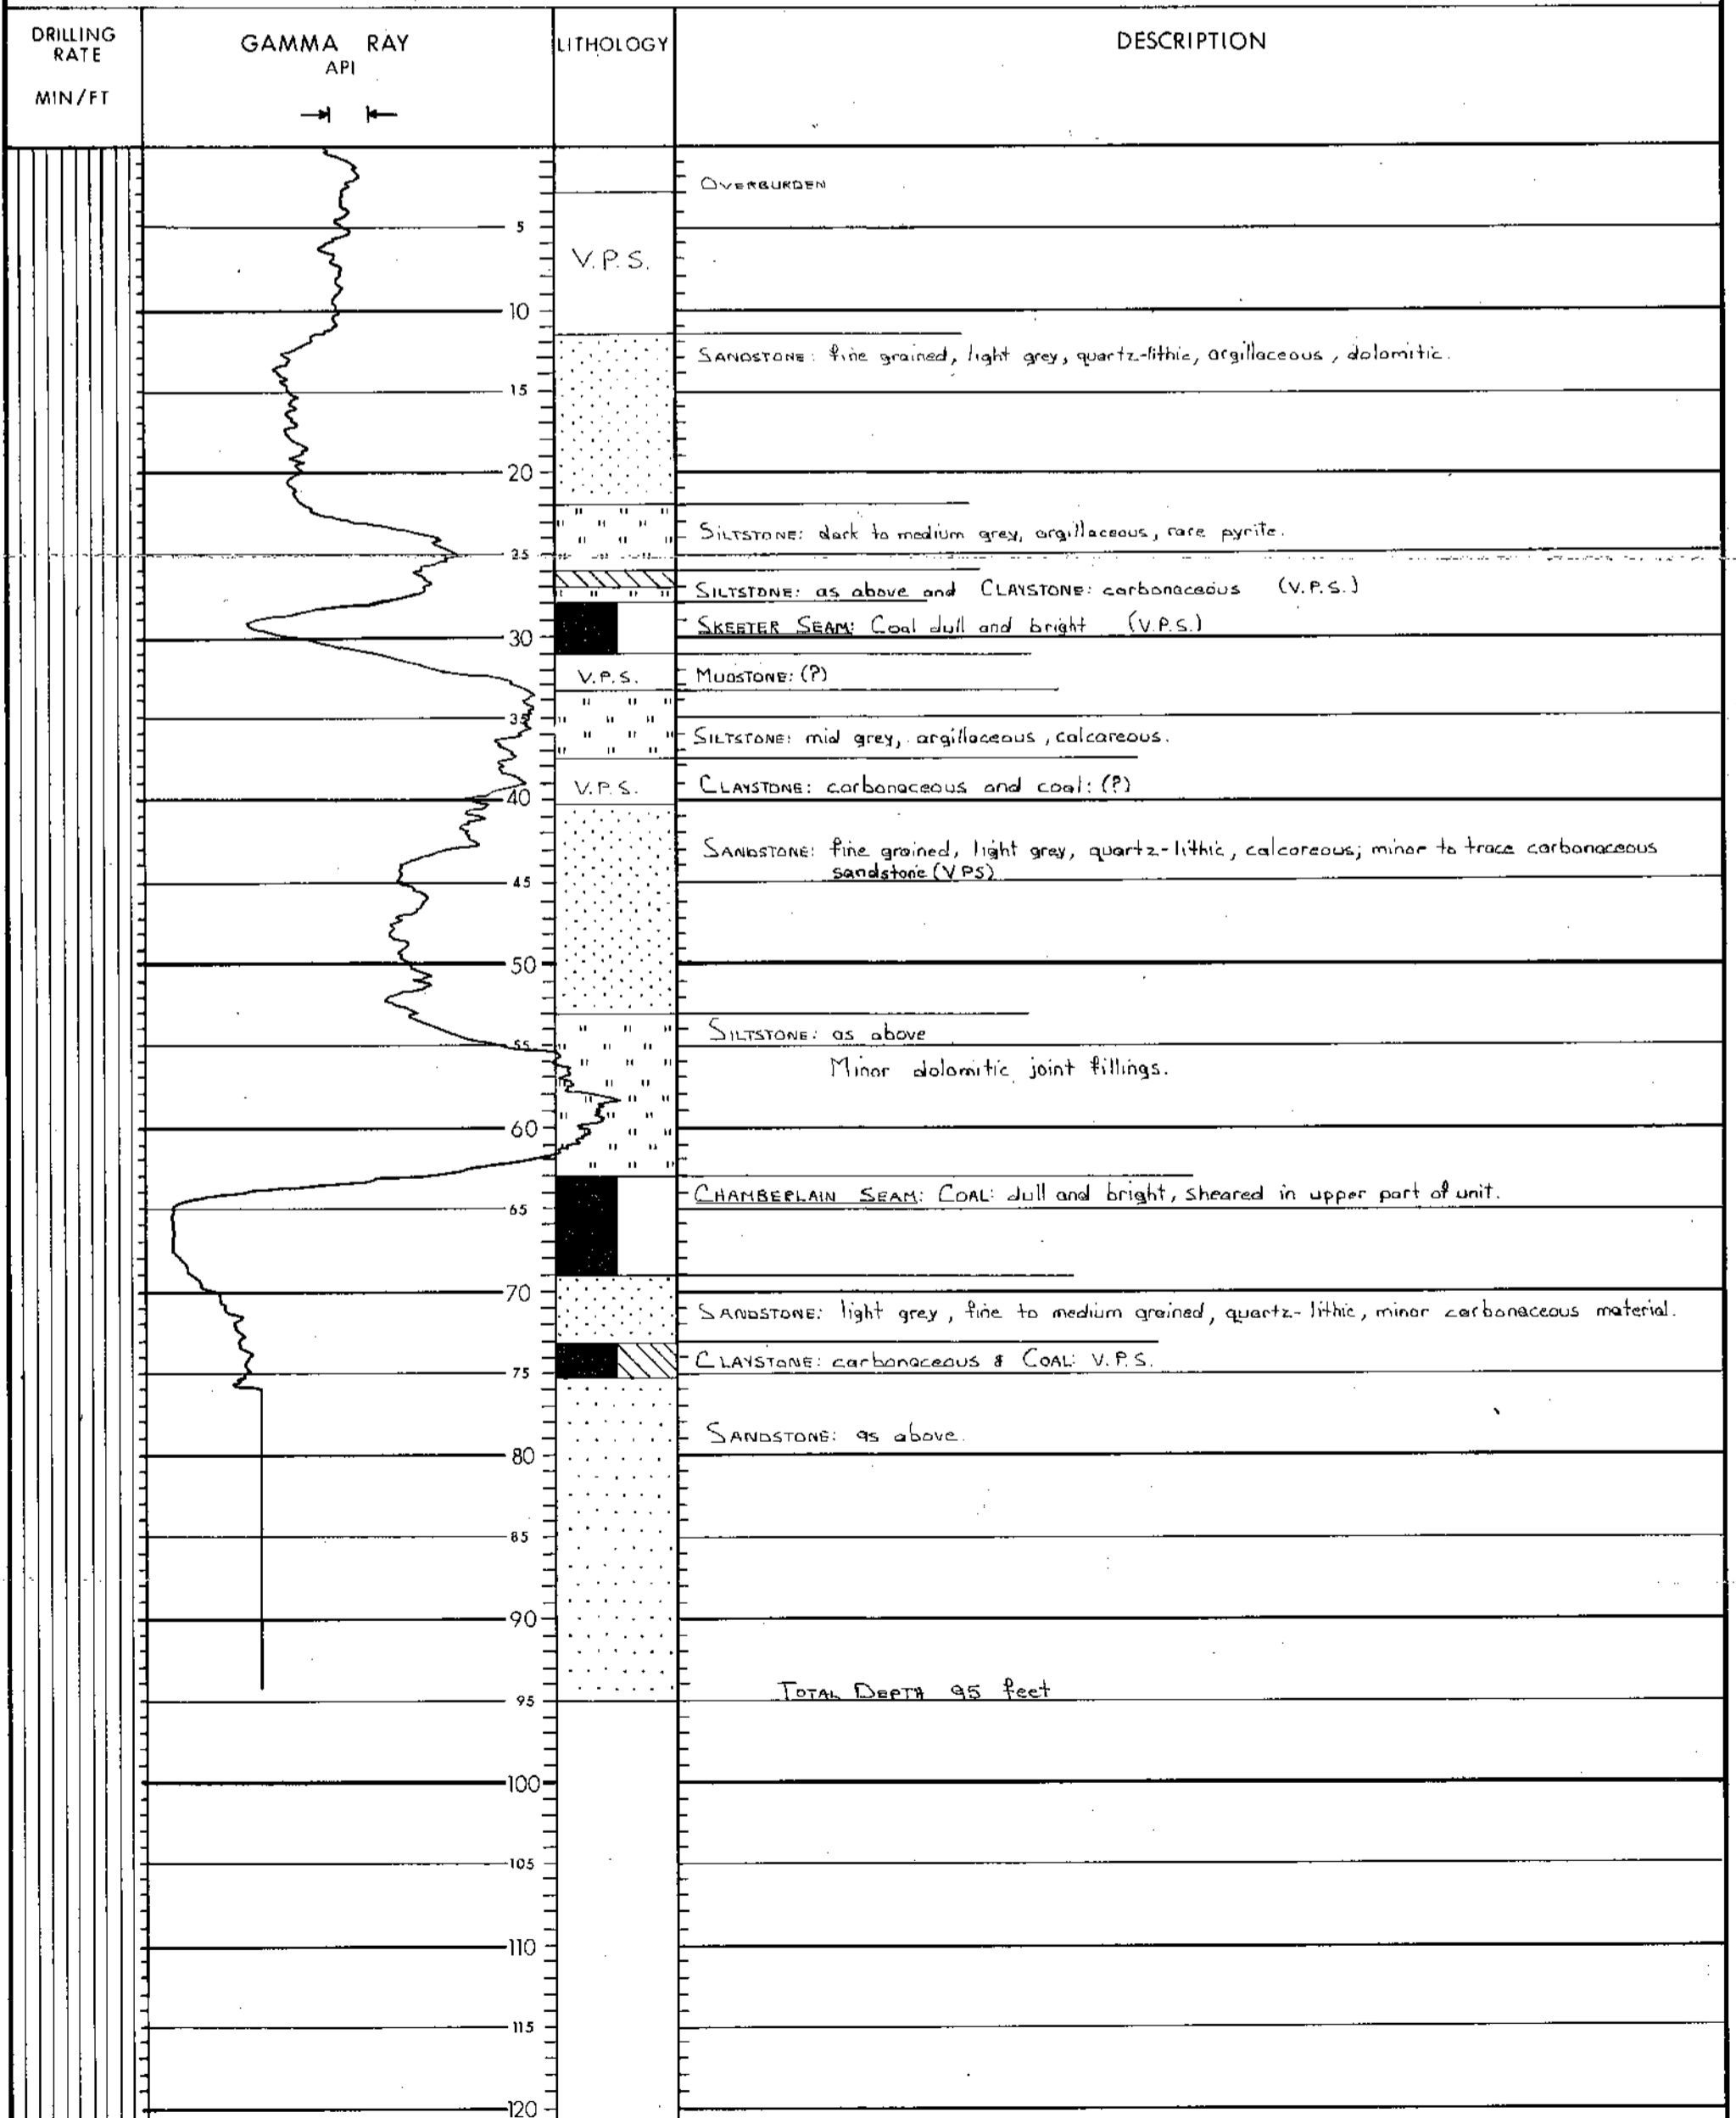 DRILLING
RATE
MIN/FT
GAMMA RAY
API
LITHOLOGY
DESCRIPTION
OVERBURDEN
5
V.P.S.
10
SANDSTONE: fine grained, light grey, quartz-lithic, argillaceous, dolomitic.
15
20
SILTSTONE: dark to medium grey, argillaceous, rare pyrite.
25
SILTSTONE: as above and CLAYSTONE: carbonaceous (V.P.S.)
SKEETER SEAM: Coal dull and bright (V.P.S.)
30
V.P.S. MUDSTONE: (?)
35
SILTSTONE: mid grey, argillaceous, calcareous.
V.P.S. CLAYSTONE: carbonaceous and coal: (?)
40
SANDSTONE: fine grained, light grey, quartz-lithic, calcareous; minor to trace carbonaceous
sandstone (VPS)
45
50
SILTSTONE: as above
55
Minor dolomitic joint fillings.
60
CHAMBERLAIN SEAM: COAL: dull and bright, sheared in upper part of unit.
65
70
SANDSTONE: light grey, fine to medium grained, quartz-lithic, minor carbonaceous material.
CLAYSTONE: carbonaceous & COAL: V.P.S.
75
SANDSTONE: as above.
80
85
90
TOTAL DEPTH 95 feet
95
100
105
110
115
120